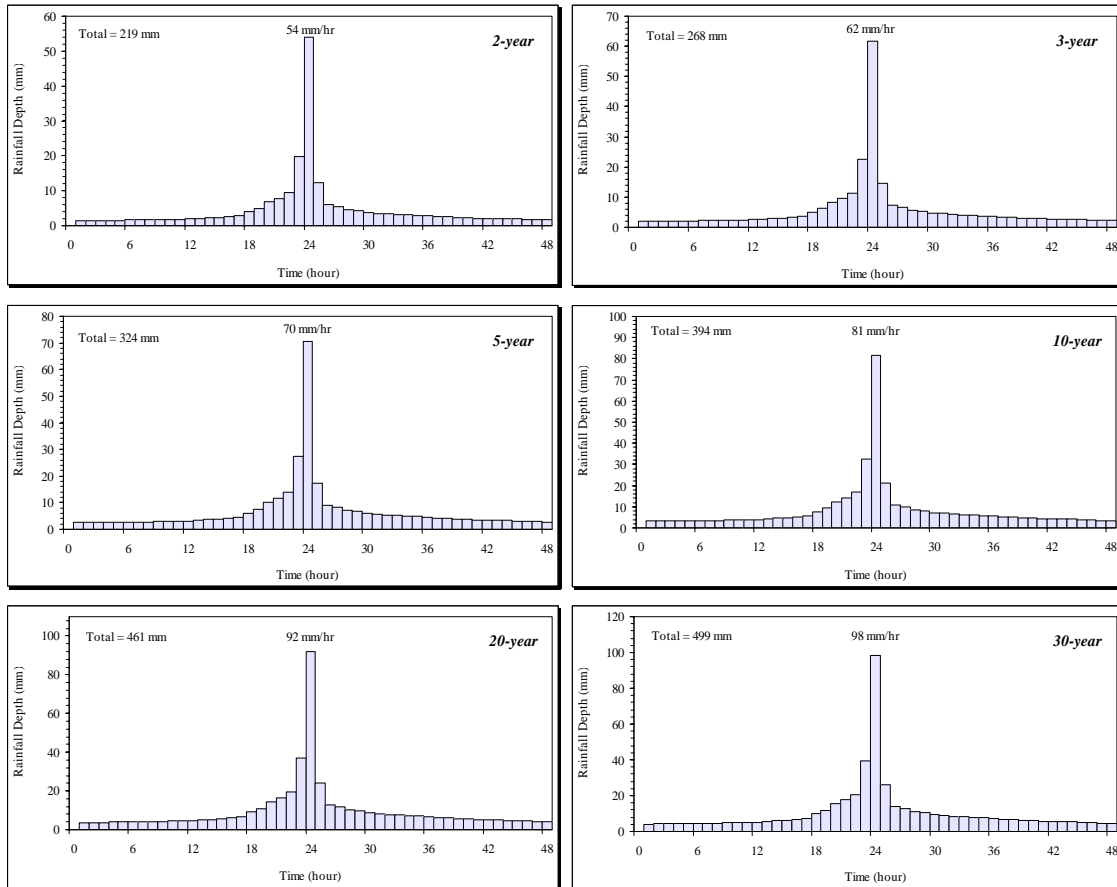 Total = 219 mm
54 mm/hr
2-year
Rainfall Depth (mm)
60
50
40
30
20
10
0
0 6 12 18 24 30 36 42 48
Time (hour)
Total = 268 mm
62 mm/hr
3-year
Rainfall Depth (mm)
70
60
50
40
30
20
10
0
0 6 12 18 24 30 36 42 48
Time (hour)
Total = 324 mm
70 mm/hr
5-year
Rainfall Depth (mm)
80
70
60
50
40
30
20
10
0
0 6 12 18 24 30 36 42 48
Time (hour)
Total = 394 mm
81 mm/hr
10-year
Rainfall Depth (mm)
100
90
80
70
60
50
40
30
20
10
0
0 6 12 18 24 30 36 42 48
Time (hour)
Total = 461 mm
92 mm/hr
20-year
Rainfall Depth (mm)
100
80
60
40
20
0
0 6 12 18 24 30 36 42 48
Time (hour)
Total = 499 mm
98 mm/hr
30-year
Rainfall Depth (mm)
120
100
80
60
40
20
0
0 6 12 18 24 30 36 42 48
Time (hour)